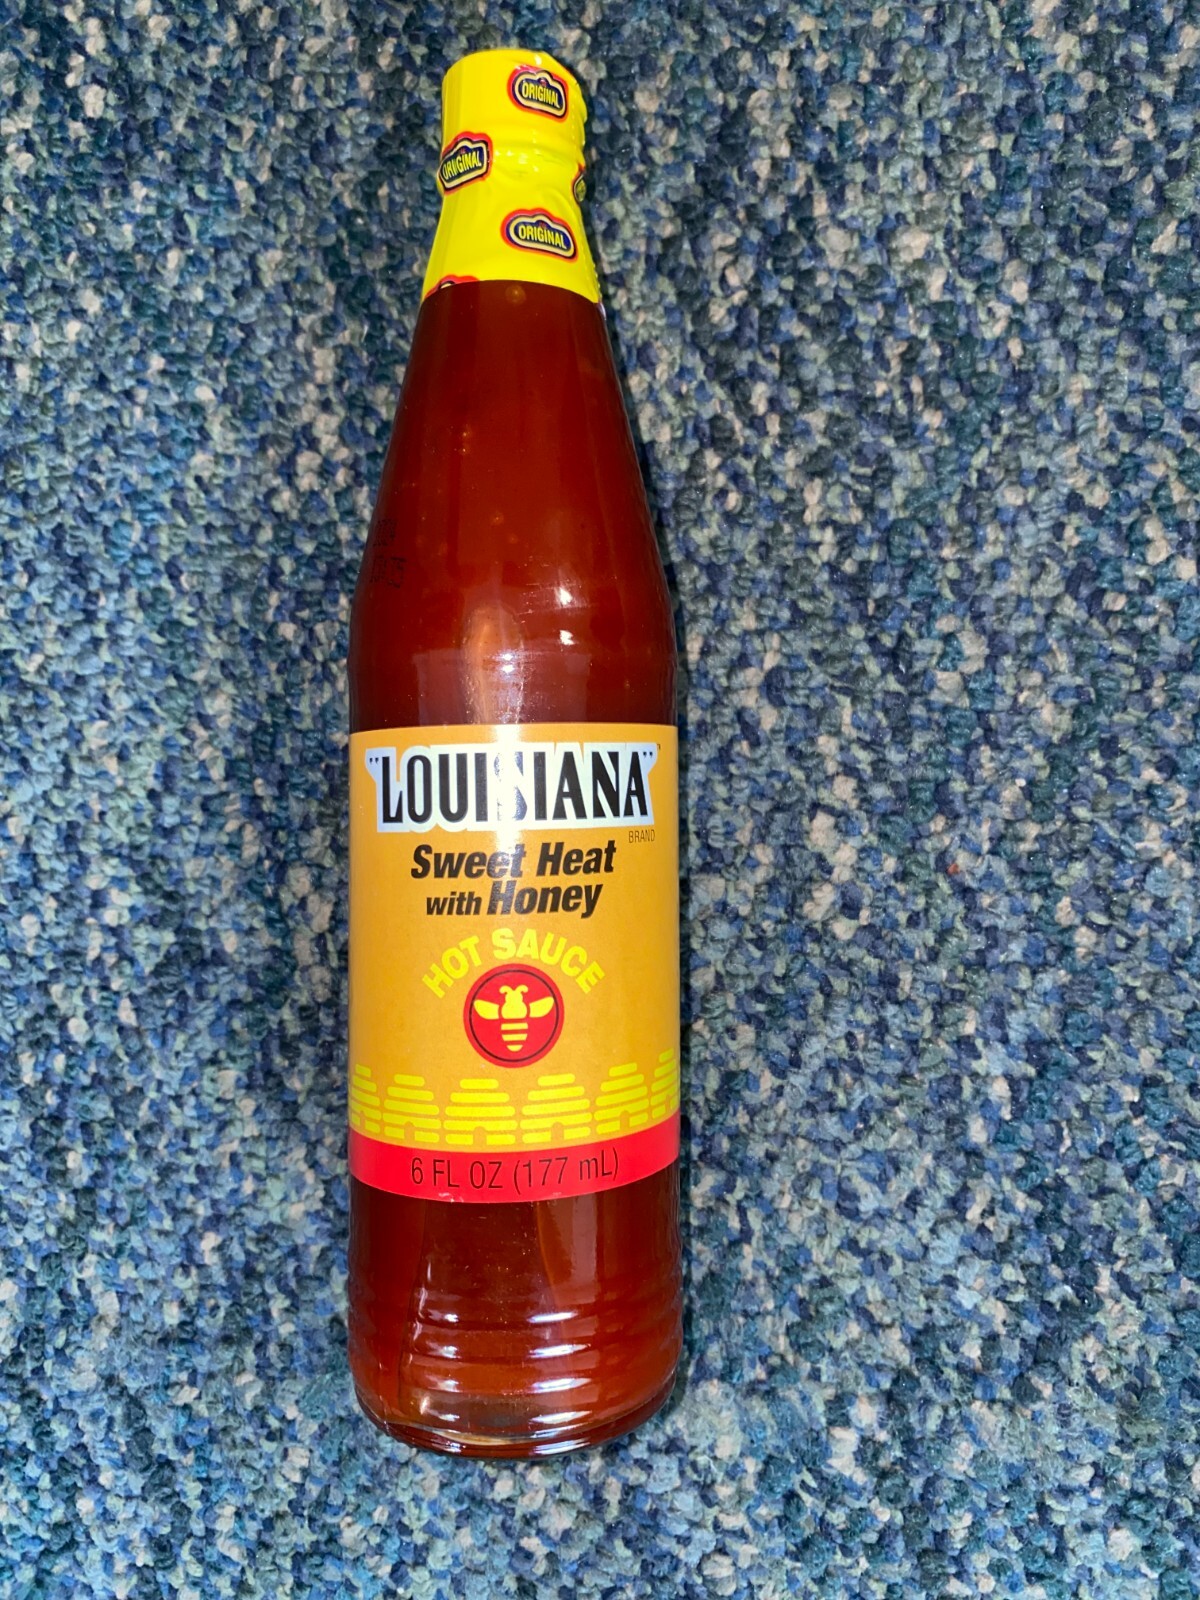 ORIGINAL
ORIGINAL
ORIGINAL
"LOUISIANA"
BRAND
Sweet Heat
with Honey
HOT SAUCE
6 FL OZ (177 mL)